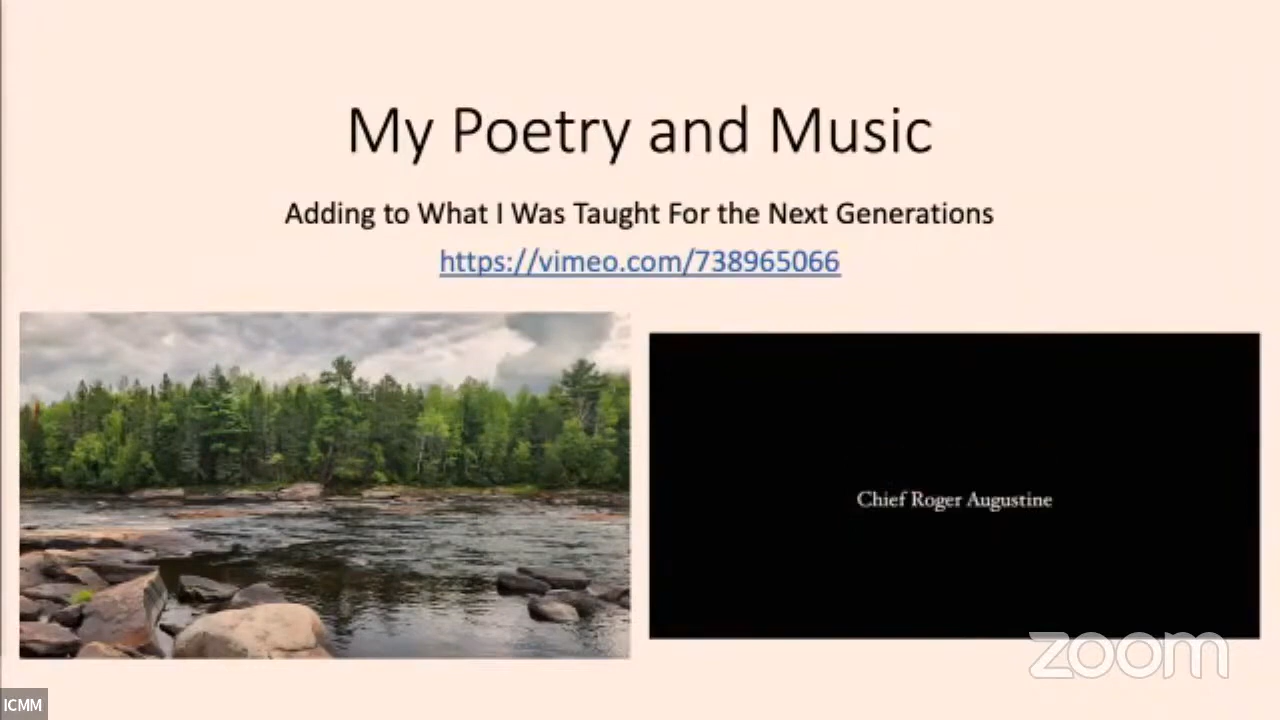 My Poetry and Music
Adding to What I Was Taught For the Next Generations
https://vimeo.com/738965066
Chief Roger Augustine
zoom
ICMM